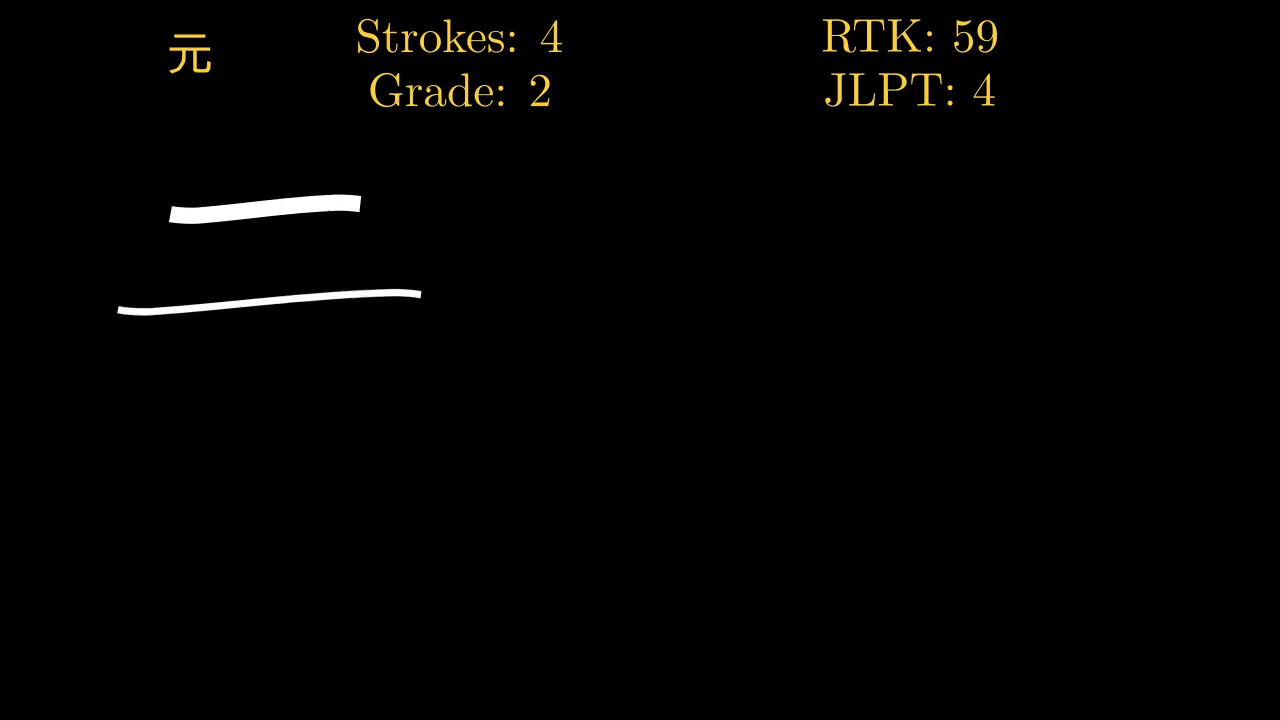 元
Strokes: 4
Grade: 2
RTK: 59
JLPT: 4